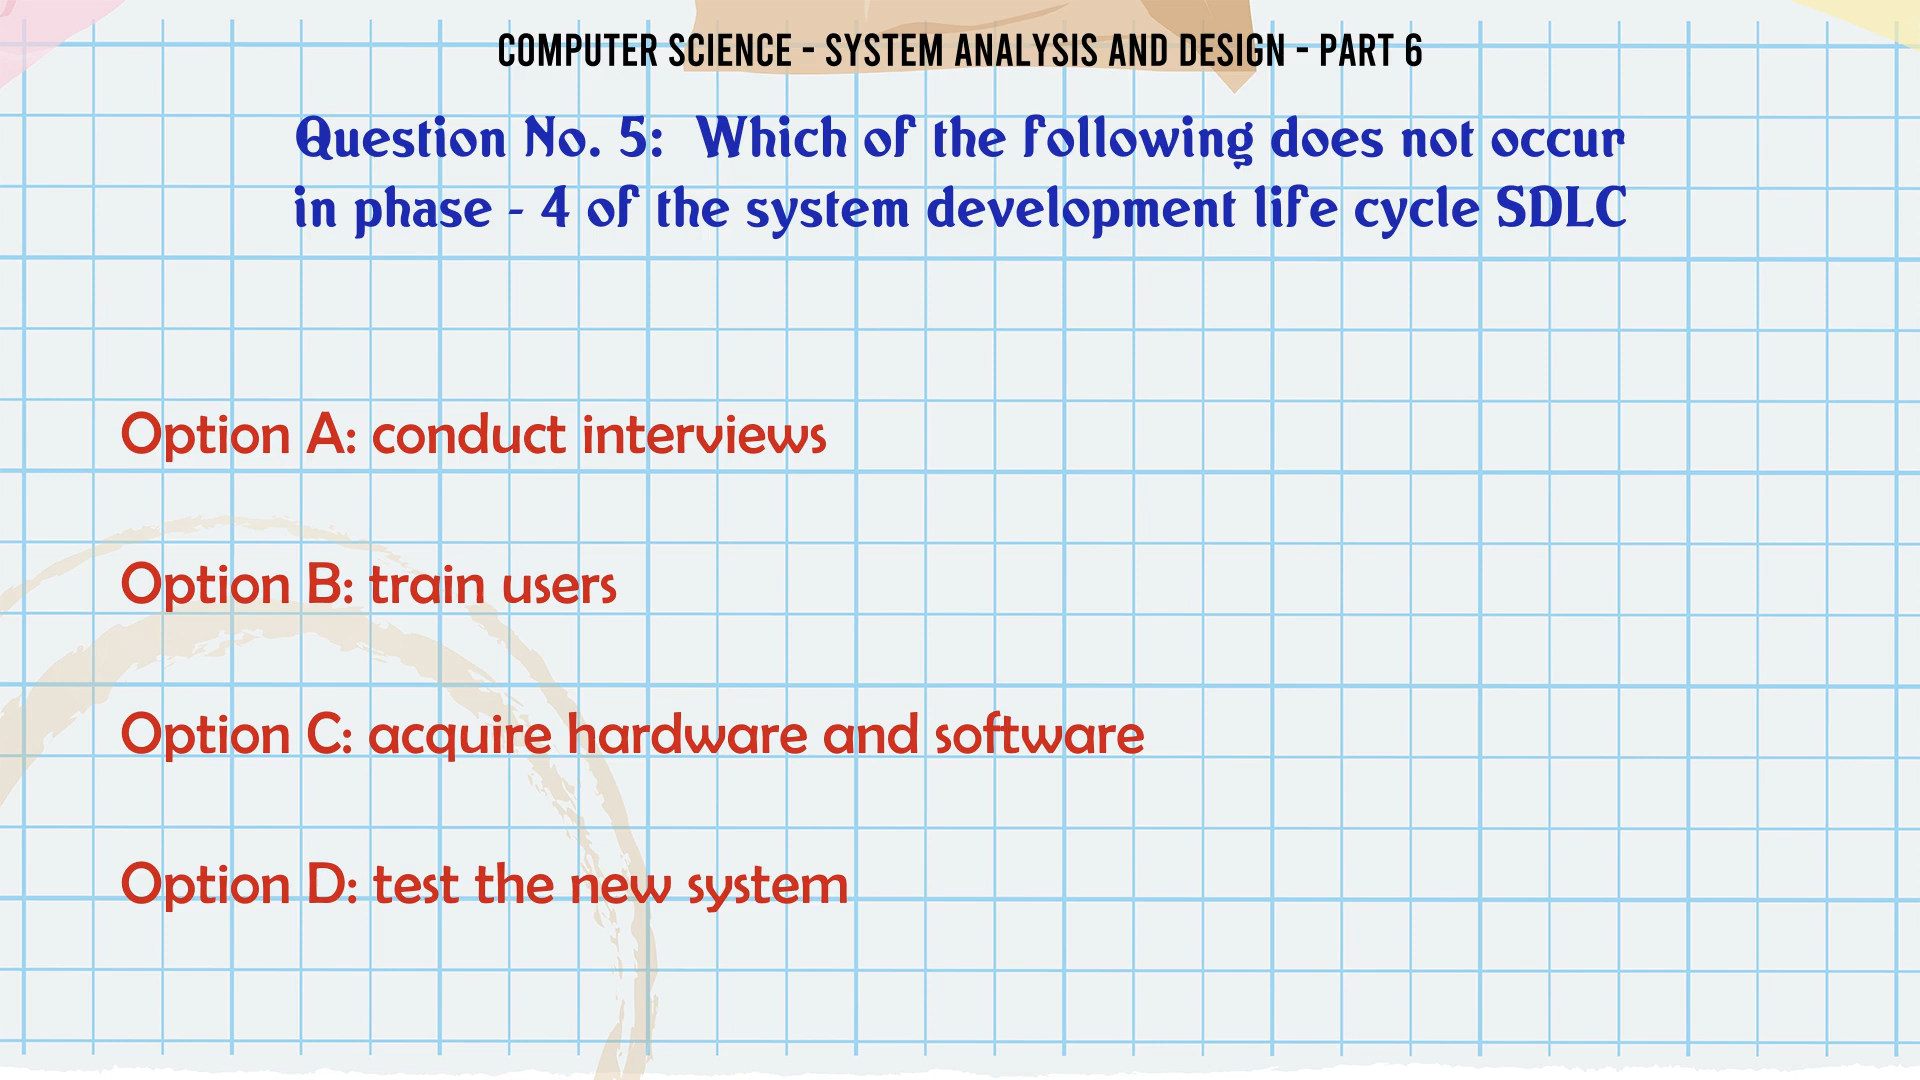 COMPUTER SCIENCE - SYSTEM ANALYSIS AND DESIGN - PART 6
Question No. 5:  Which of the following does not occur
in phase - 4 of the system development life cycle SDLC
Option A: conduct interviews
Option B: train users
Option C: acquire hardware and software
Option D: test the new system